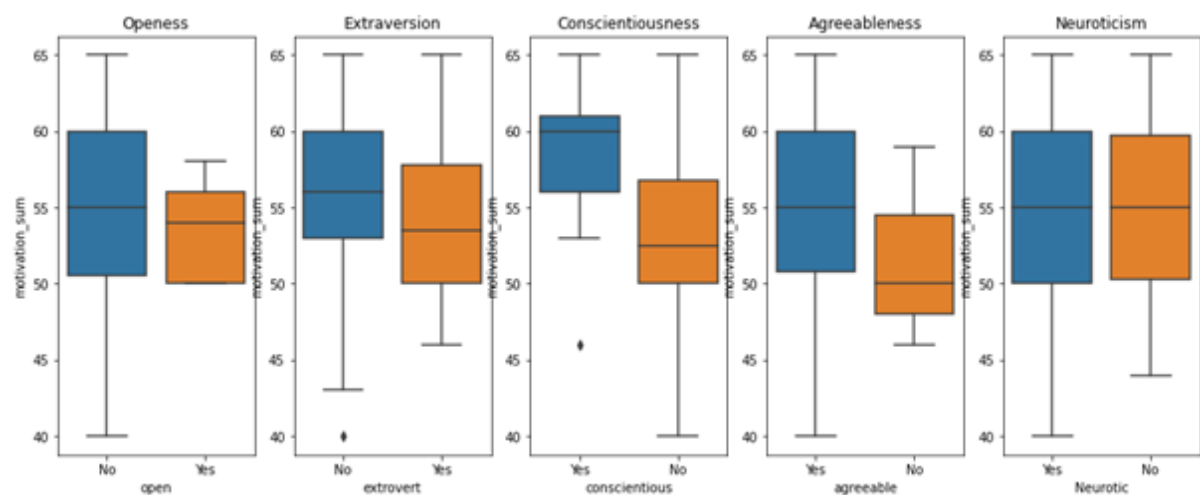 Openess
motivation_sum
65
60
55
50
45
40
No Yes
open
Extraversion
motivation_sum
65
60
55
50
45
40
No Yes
extrovert
Conscientiousness
motivation_sum
65
60
55
50
45
40
Yes No
conscientious
Agreeableness
motivation_sum
65
60
55
50
45
40
Yes No
agreeable
Neuroticism
motivation_sum
65
60
55
50
45
40
Yes No
Neurotic